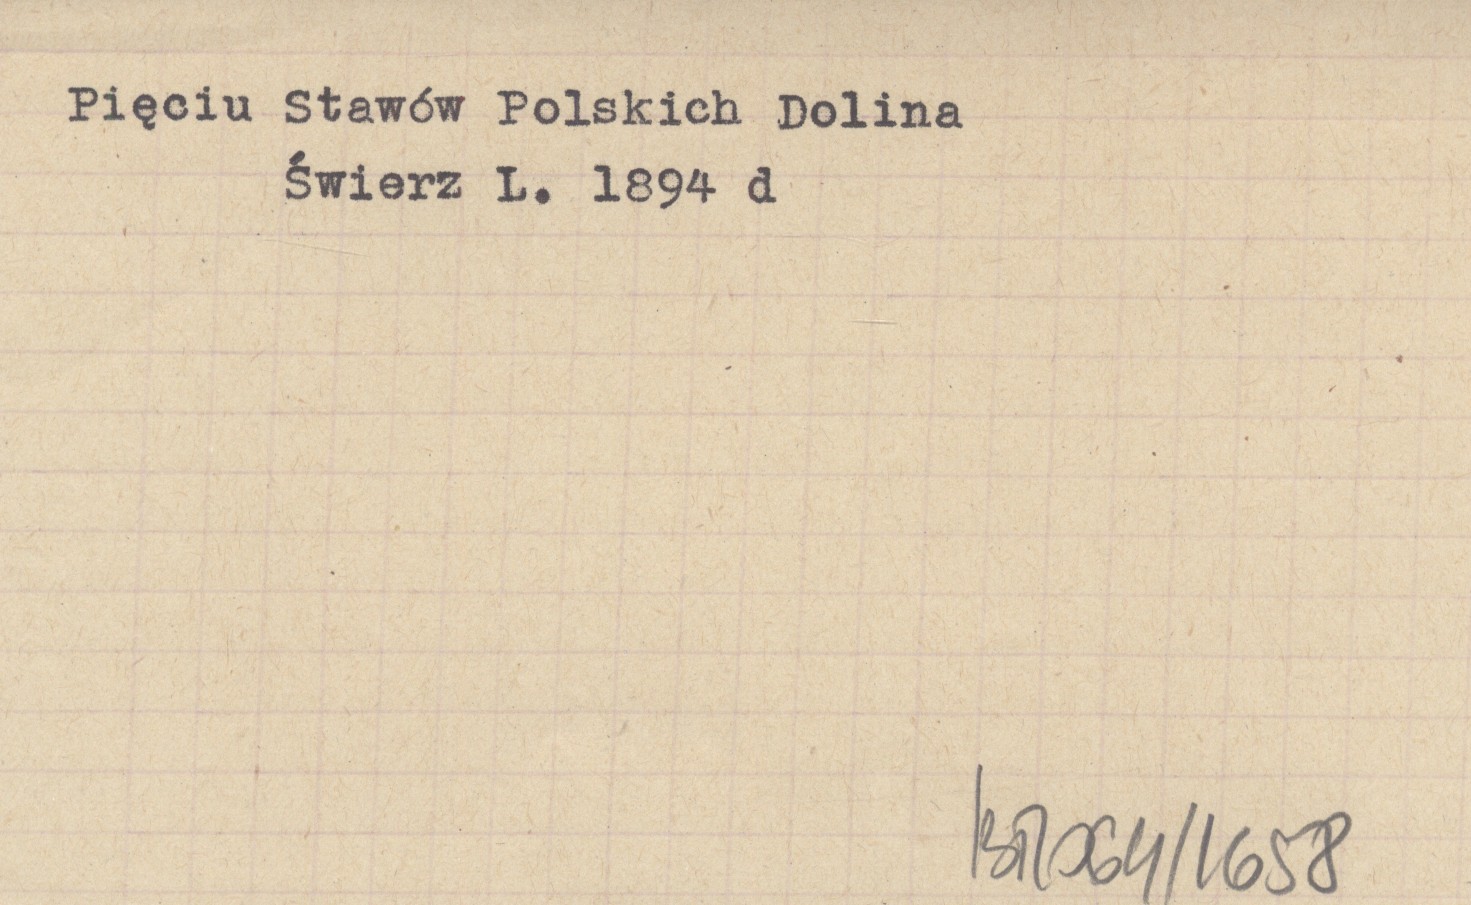 Pięciu Stawów Polskich Dolina
Świerz L. 1894 d